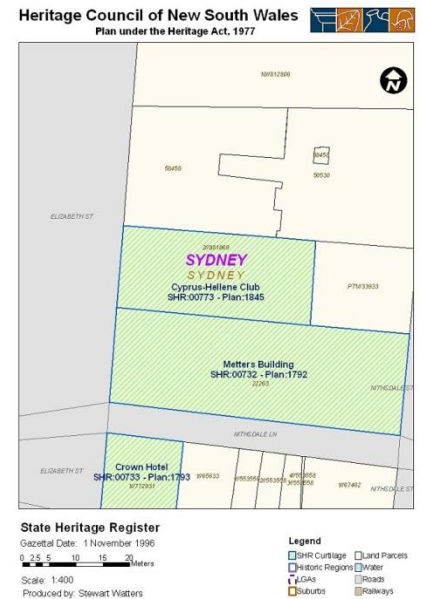 Heritage Council of New South Wales
Plan under the Heritage Act, 1977
N
ELIZABETH ST
SYDNEY
SYDNEY
Cyprus-Hellene Club
SHR:00773 - Plan:1845
Metters Building
SHR:00732 - Plan:1792
22263
NITHSDALE ST
NITHSDALE LN
ELIZABETH ST
Crown Hotel
SHR:00733 - Plan:1793
NITHSDALE ST
State Heritage Register
Gazettal Date: 1 November 1996
0 2.5 5 10 15 20
Meters
Scale: 1:400
Produced by: Stewart Watters
Legend
SHR Curtilage Land Parcels
Historic Regions Water
LGAs Roads
Suburbs Railways